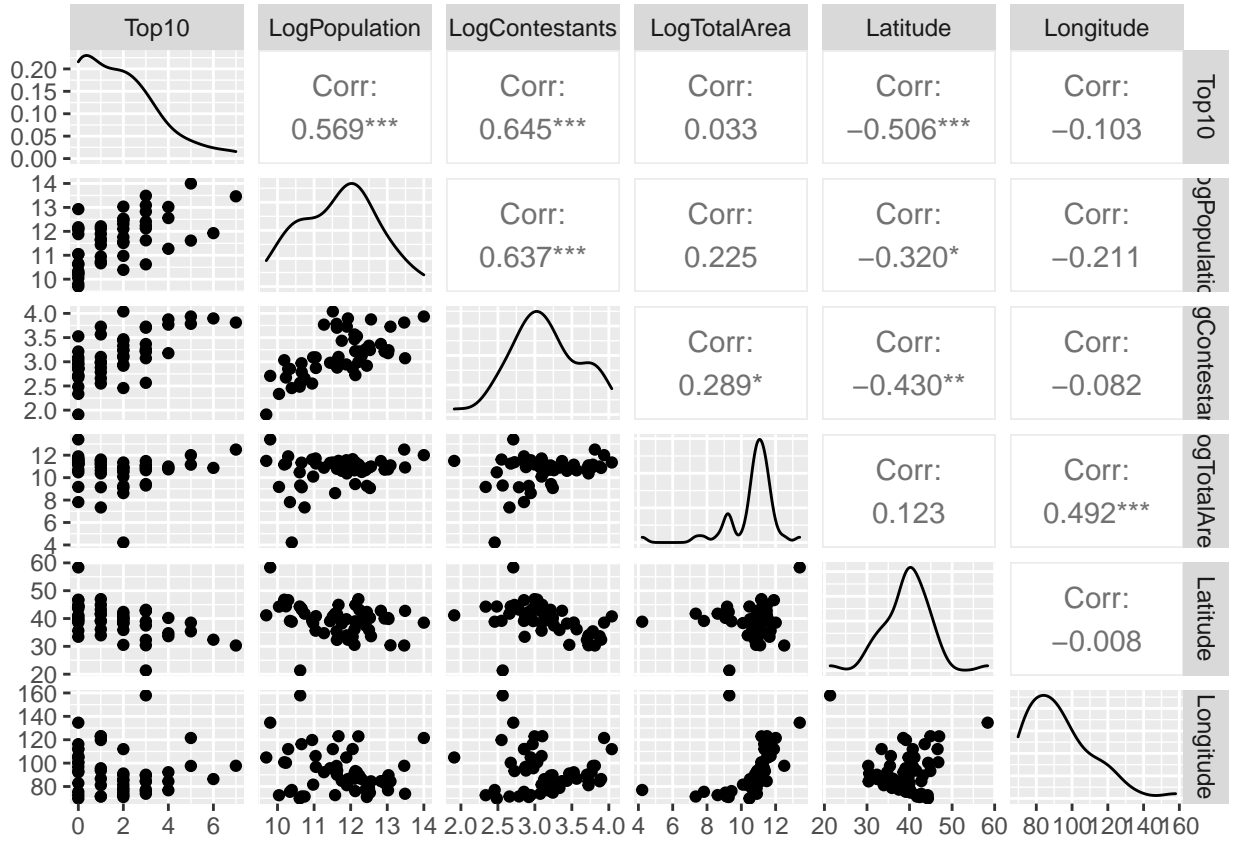 Top10 LogPopulation LogContestants LogTotalArea Latitude Longitude
0.20
0.15
0.10
0.05
0.00
Corr:
0.569***
Corr:
0.645***
Corr:
0.033
Corr:
−0.506***
Corr:
−0.103
Top10
14
13
12
11
10
Corr:
0.637***
Corr:
0.225
Corr:
−0.320*
Corr:
−0.211
ogPopulatic
4.0
3.5
3.0
2.5
2.0
Corr:
0.289*
Corr:
−0.430**
Corr:
−0.082
gContestar
12
10
8
6
4
Corr:
0.123
Corr:
0.492***
ogTotalAre
60
50
40
30
20
Corr:
−0.008
Latitude
160
140
120
100
80
Longitude
0 2 4 6 10 11 12 13 14 2.0 2.5 3.0 3.5 4.0 4 6 8 10 12 20 30 40 50 60 80 100 120 140 160